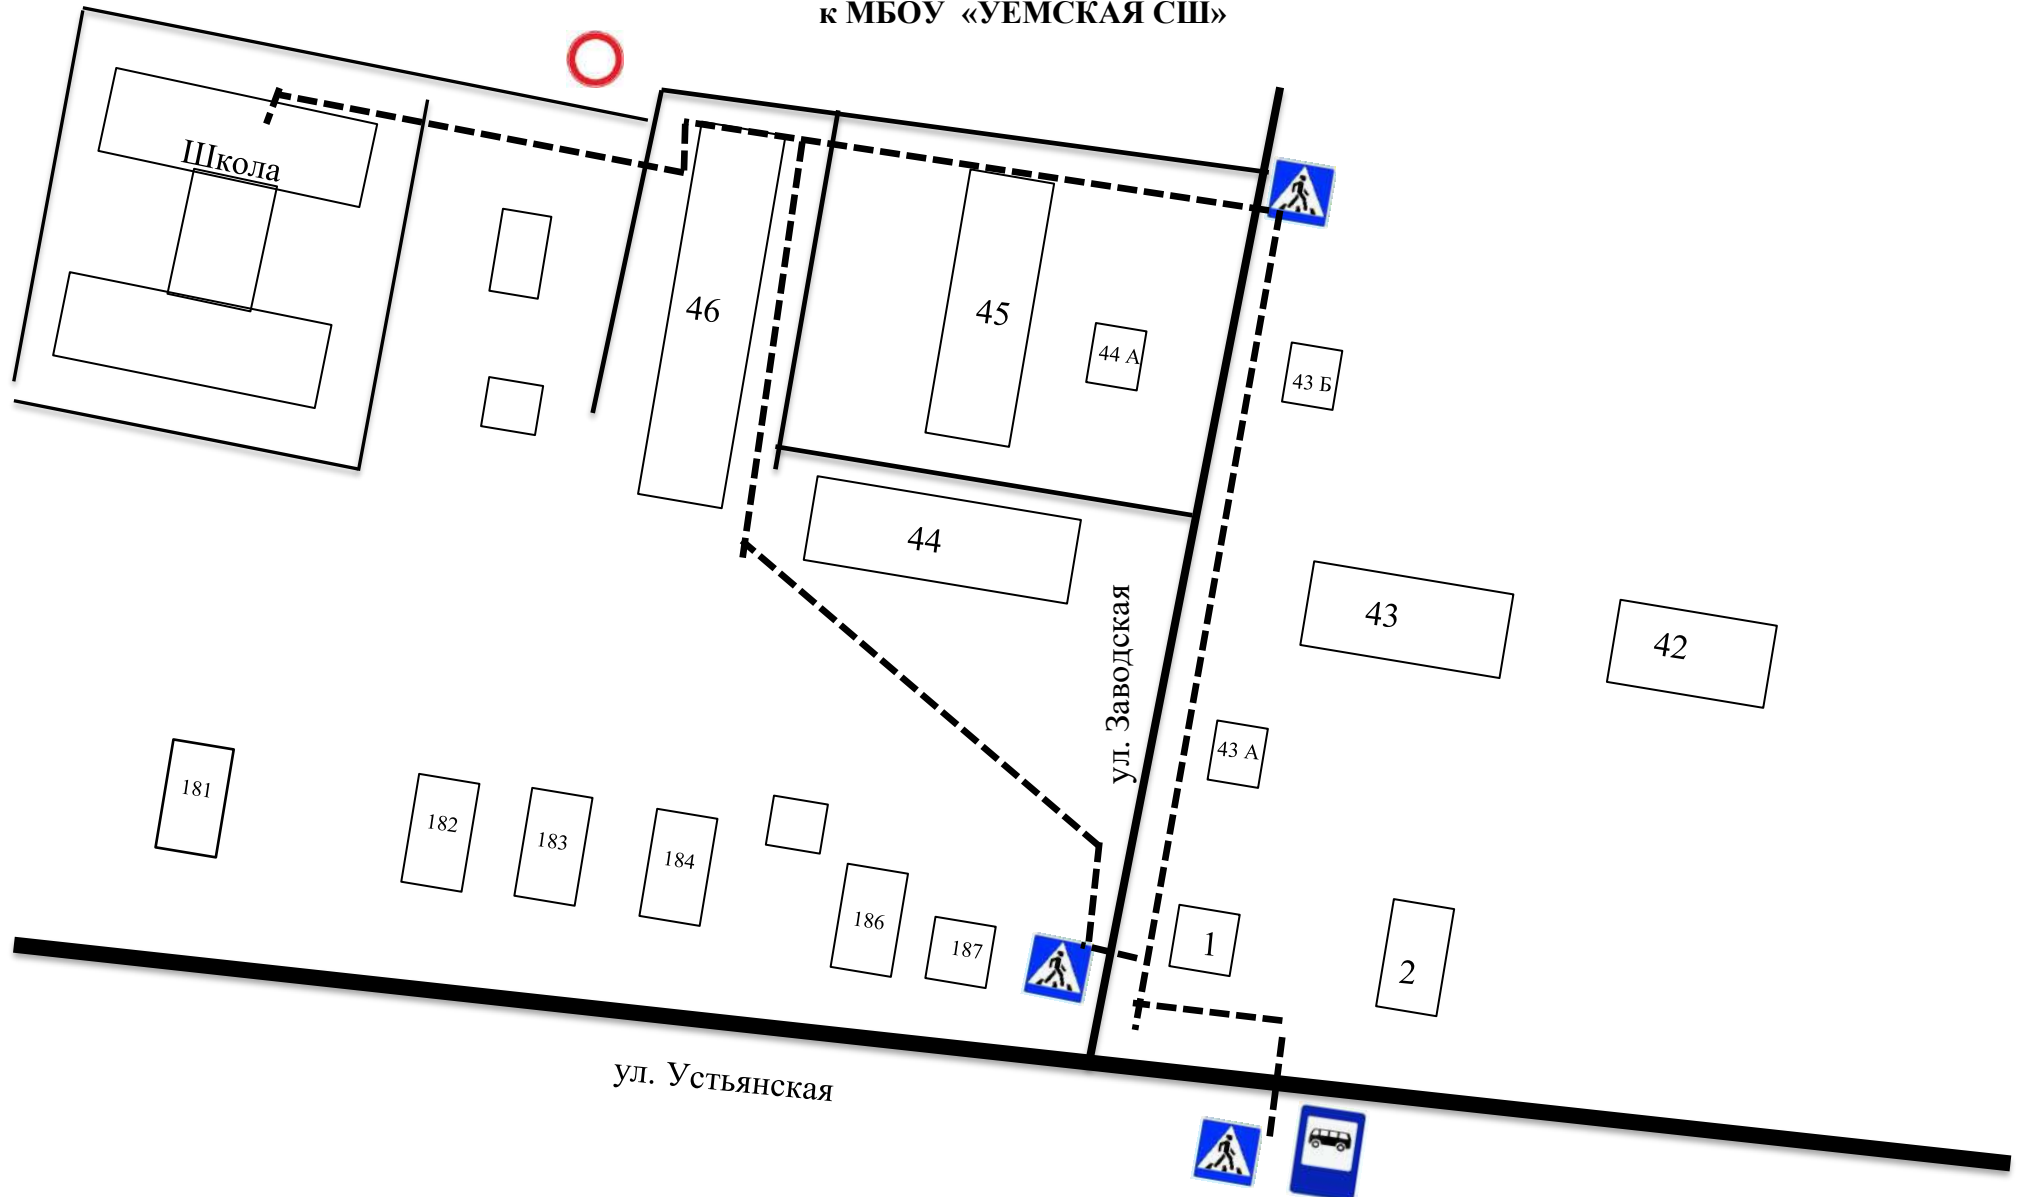 к МБОУ «УЕМСКАЯ СШ»
Школа
46
45
44 А
43 Б
44
43
42
ул. Заводская
43 А
181
182
183
184
186
187
1
2
ул. Устьянская